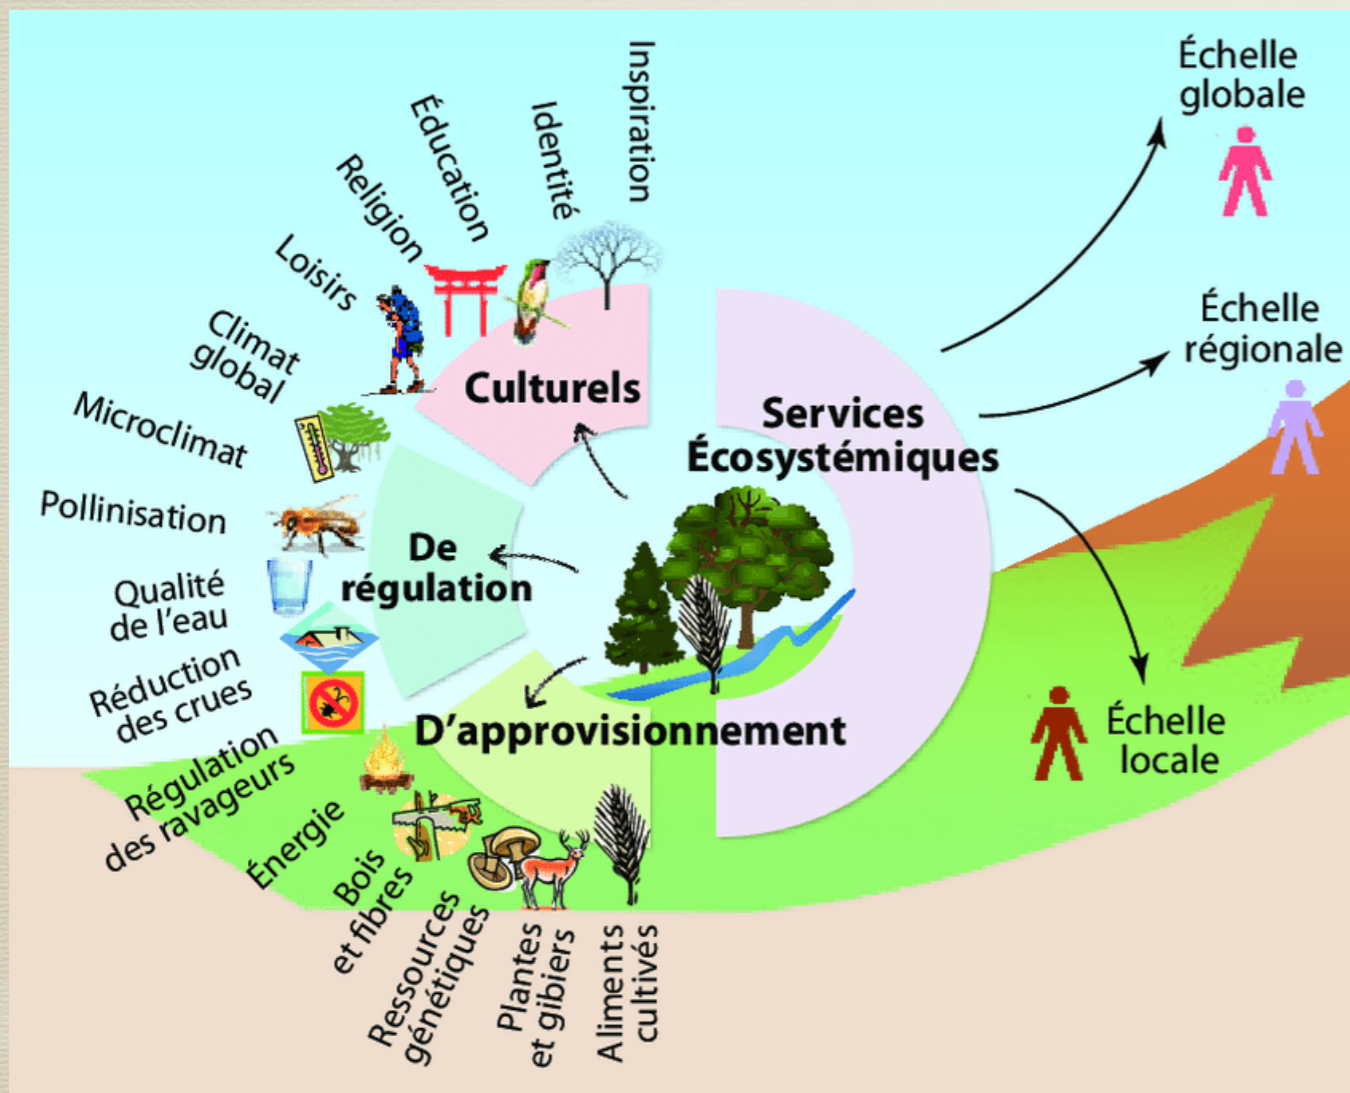 Inspiration
Identité
Éducation
Religion
Loisirs
Climat
global
Microclimat
Pollinisation
Qualité
de l'eau
Réduction
des crues
Régulation
des ravageurs
Énergie
Bois
et fibres
Ressources
génétiques
Plantes
et gibiers
Aliments
cultivés
Culturels
De
régulation
D'approvisionnement
Services
Écosystémiques
Échelle
globale
Échelle
régionale
Échelle
locale